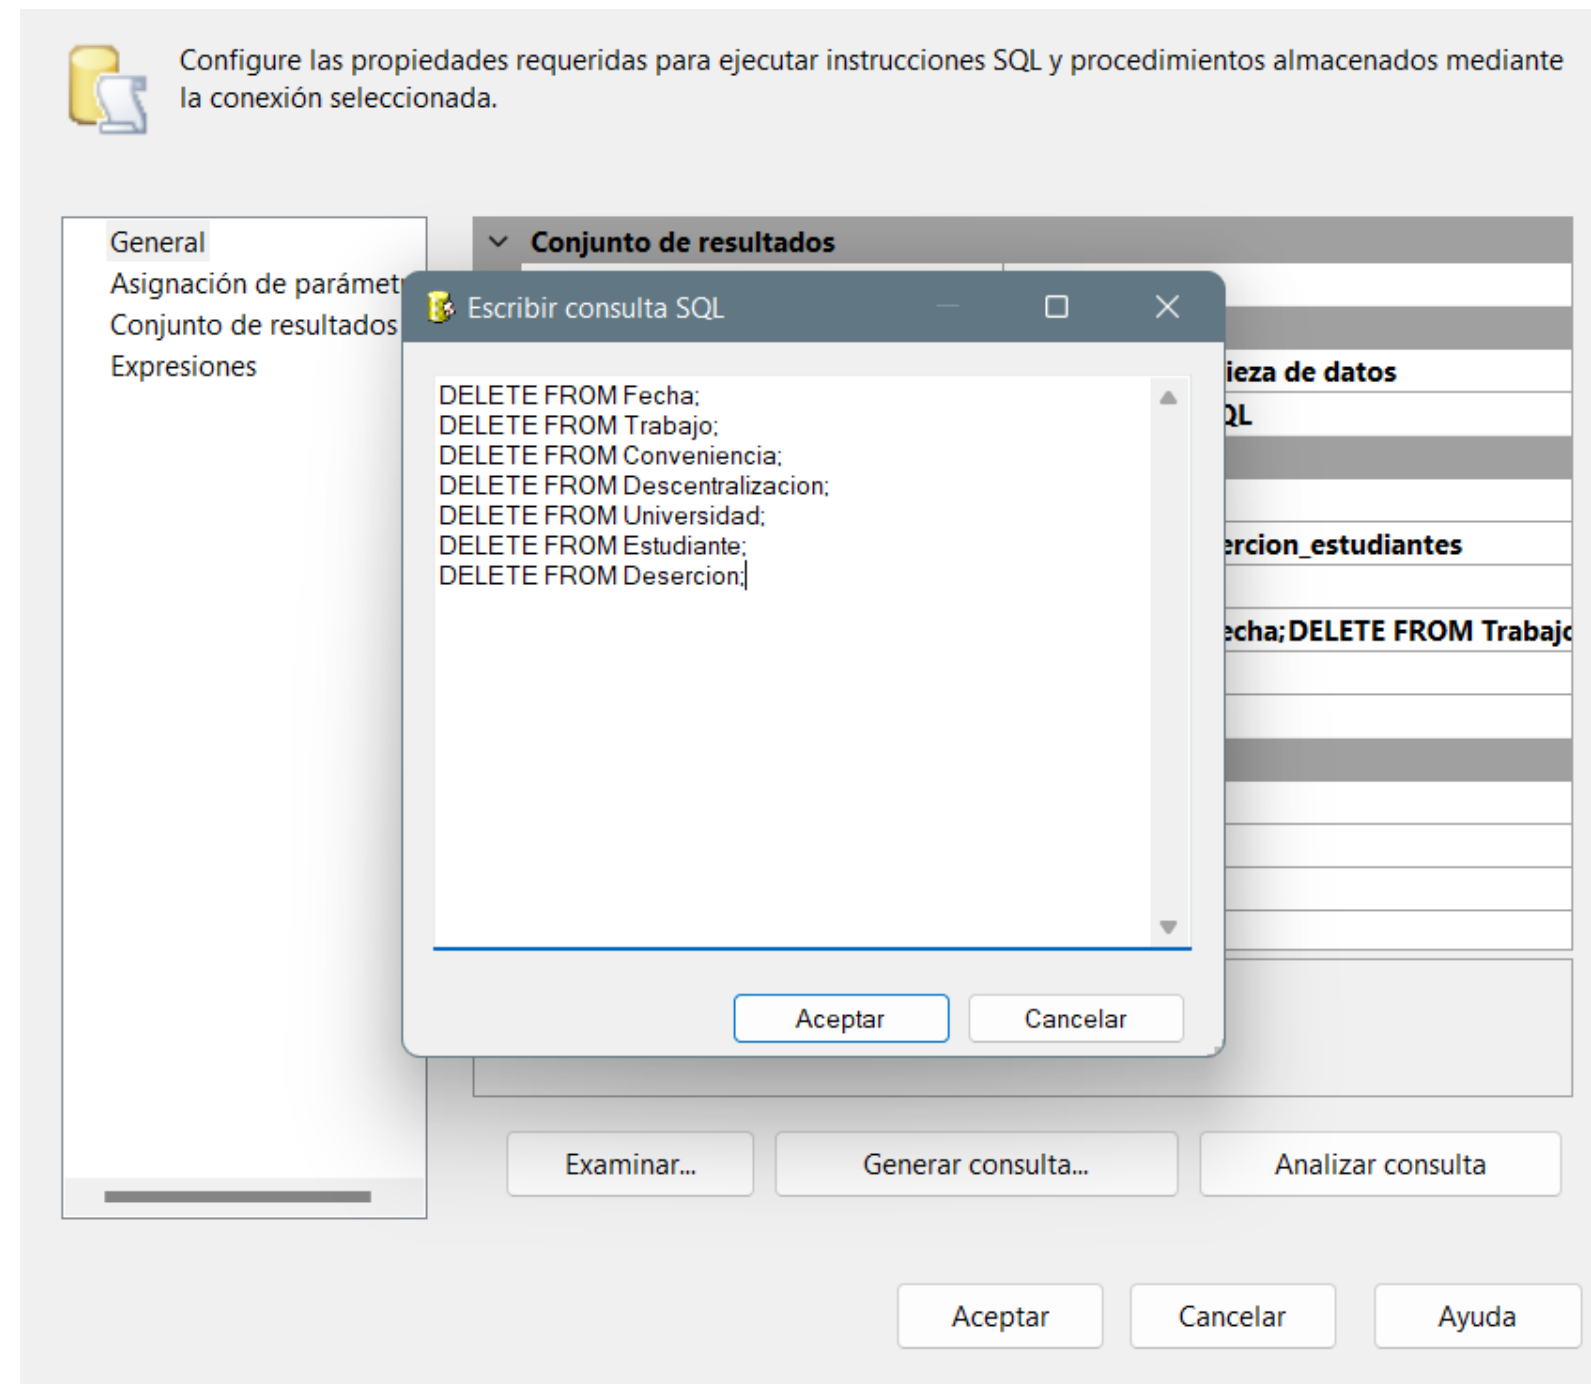 Configure las propiedades requeridas para ejecutar instrucciones SQL y procedimientos almacenados mediante
la conexión seleccionada.
General
Asignación de parámet
Conjunto de resultados
Expresiones
Conjunto de resultados
Escribir consulta SQL
DELETE FROM Fecha;
DELETE FROM Trabajo;
DELETE FROM Conveniencia;
DELETE FROM Descentralizacion;
DELETE FROM Universidad;
DELETE FROM Estudiante;
DELETE FROM Desercion;
ieza de datos
QL
ercion_estudiantes
echa;DELETE FROM Trabajo
Aceptar
Cancelar
Examinar...
Generar consulta...
Analizar consulta
Aceptar
Cancelar
Ayuda